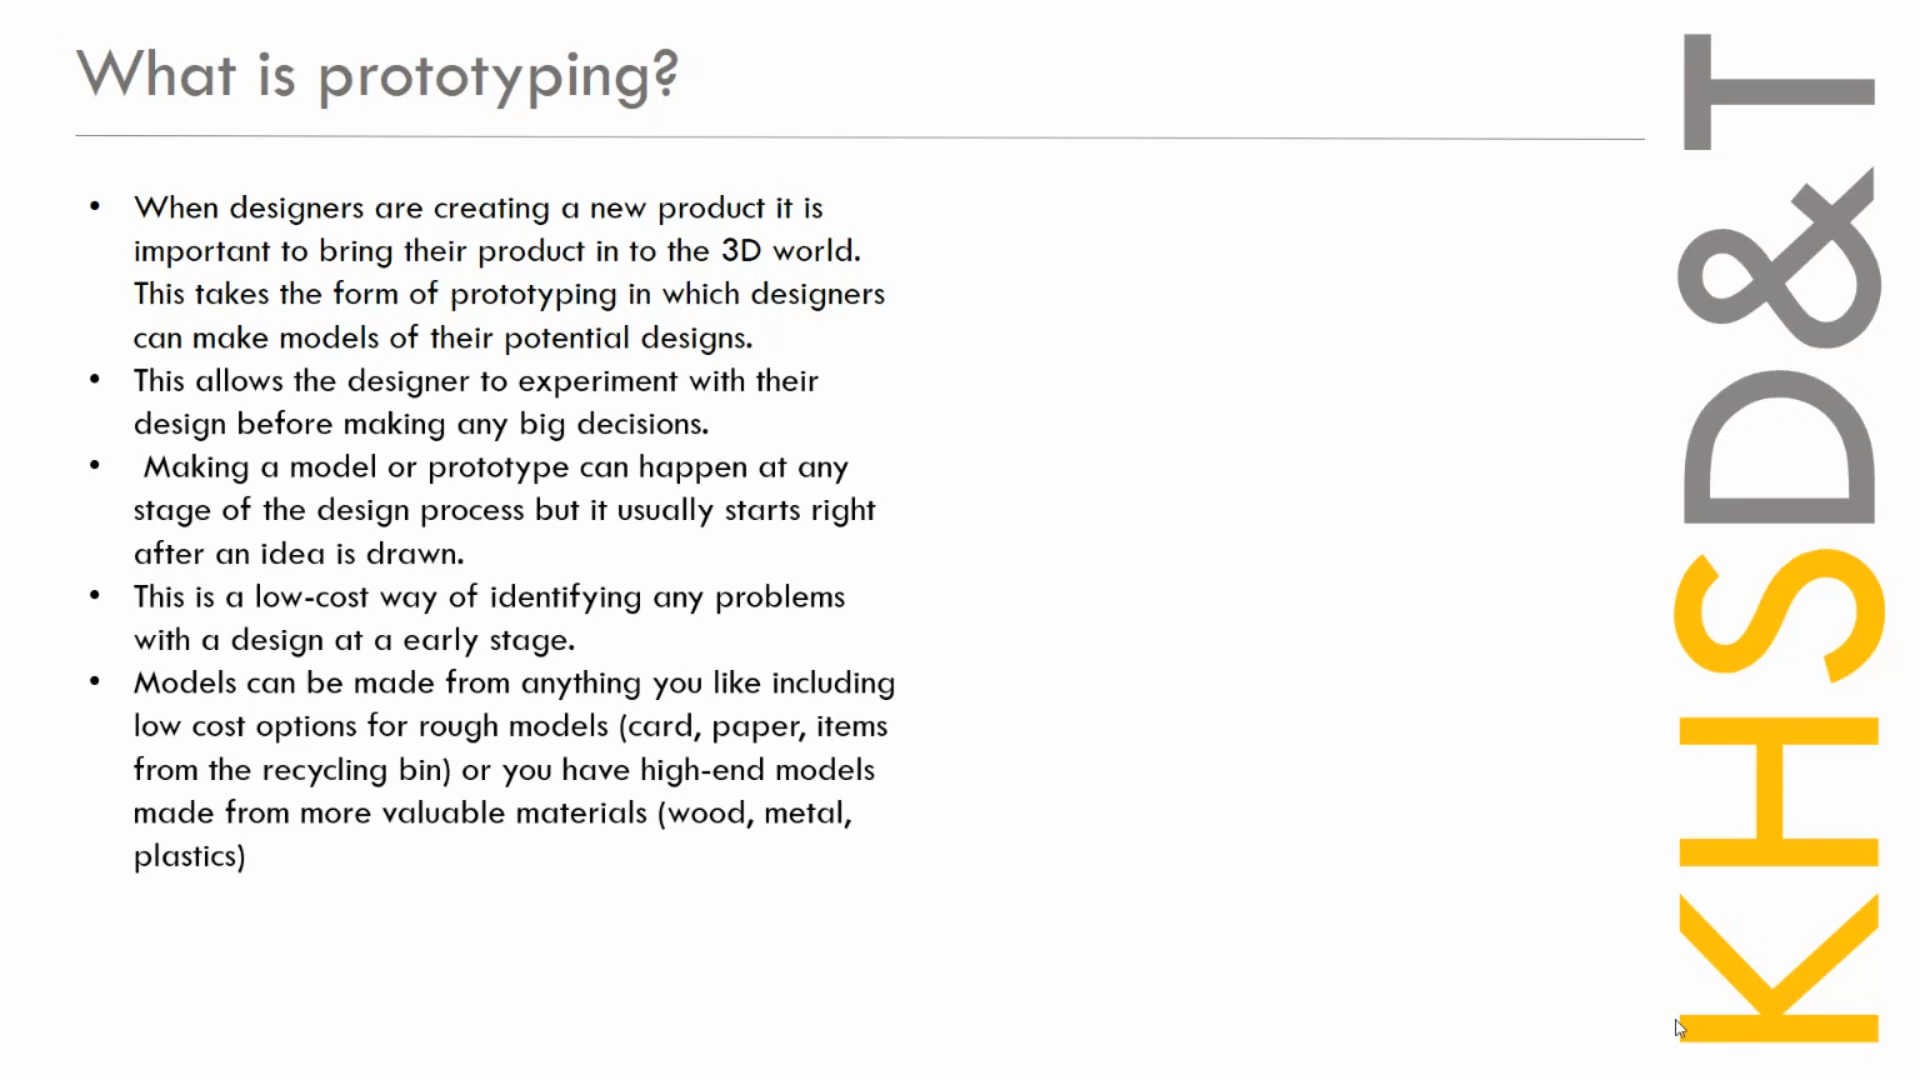 What is prototyping?
• When designers are creating a new product it is
important to bring their product in to the 3D world.
This takes the form of prototyping in which designers
can make models of their potential designs.
• This allows the designer to experiment with their
design before making any big decisions.
• Making a model or prototype can happen at any
stage of the design process but it usually starts right
after an idea is drawn.
• This is a low-cost way of identifying any problems
with a design at a early stage.
• Models can be made from anything you like including
low cost options for rough models (card, paper, items
from the recycling bin) or you have high-end models
made from more valuable materials (wood, metal,
plastics)
KHSD&T